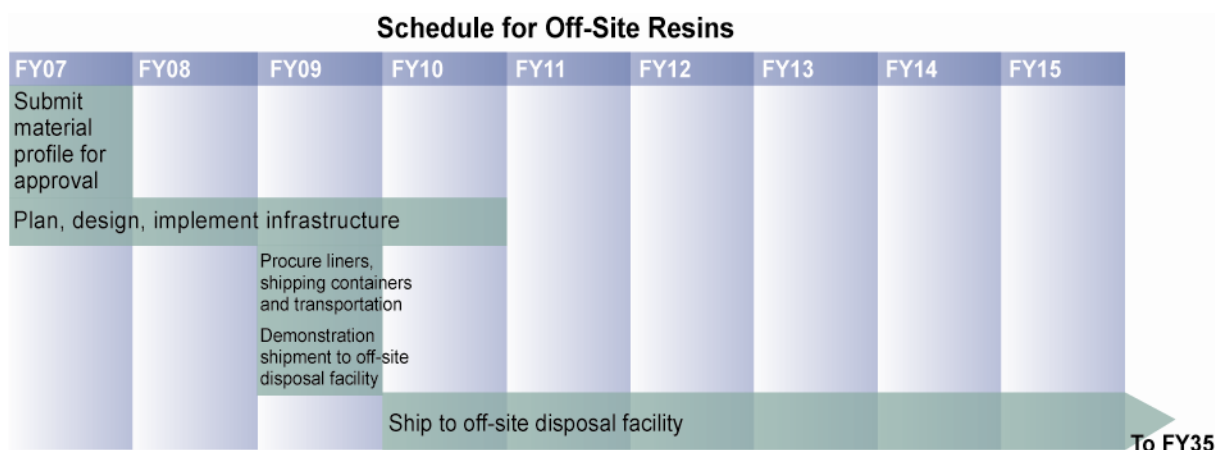 Schedule for Off-Site Resins
FY07 FY08 FY09 FY10 FY11 FY12 FY13 FY14 FY15
Submit
material
profile for
approval
Plan, design, implement infrastructure
Procure liners,
shipping containers
and transportation
Demonstration
shipment to off-site
disposal facility
Ship to off-site disposal facility
To FY35